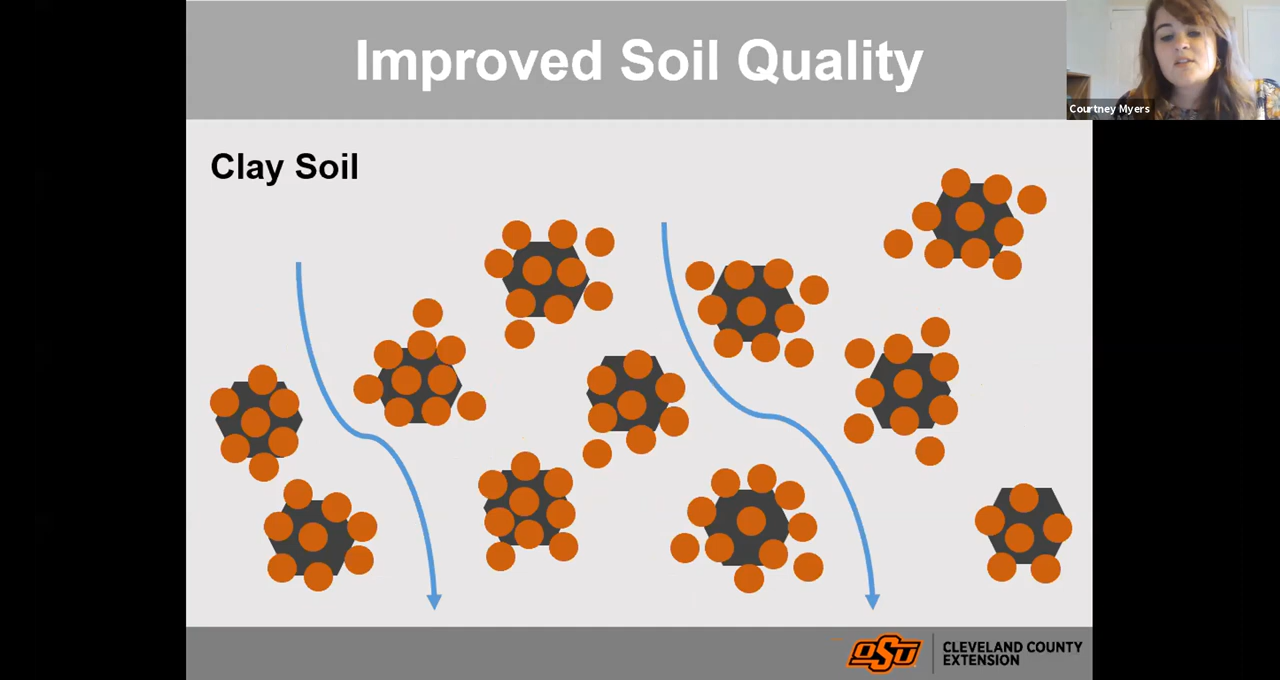 Improved Soil Quality
Courtney Myers
Clay Soil
OSU
CLEVELAND COUNTY
EXTENSION